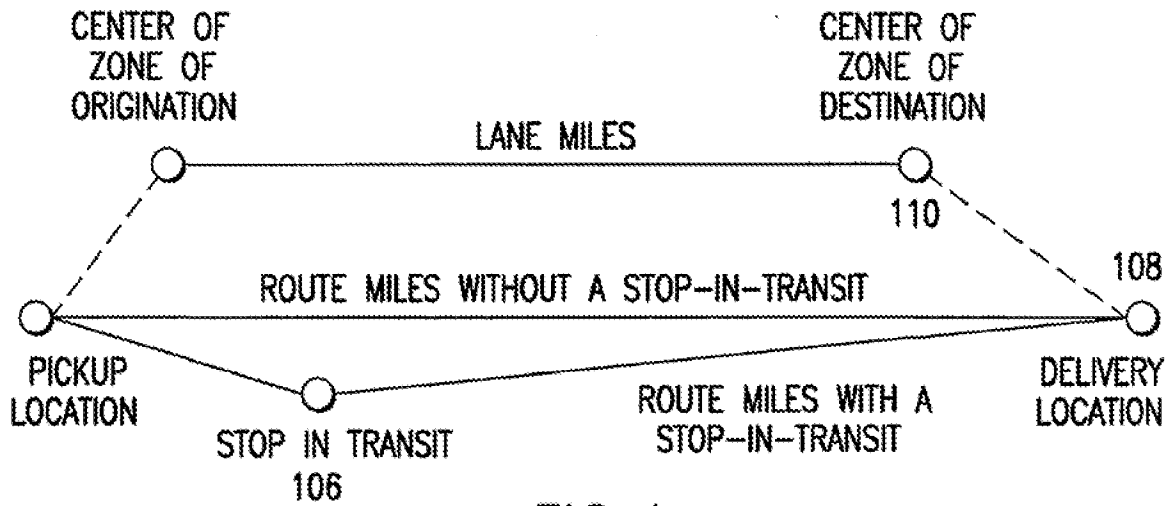 CENTER OF
ZONE OF
ORIGINATION
CENTER OF
ZONE OF
DESTINATION
LANE MILES
110
ROUTE MILES WITHOUT A STOP-IN-TRANSIT
108
PICKUP
LOCATION
DELIVERY
LOCATION
ROUTE MILES WITH A
STOP-IN-TRANSIT
STOP IN TRANSIT
106